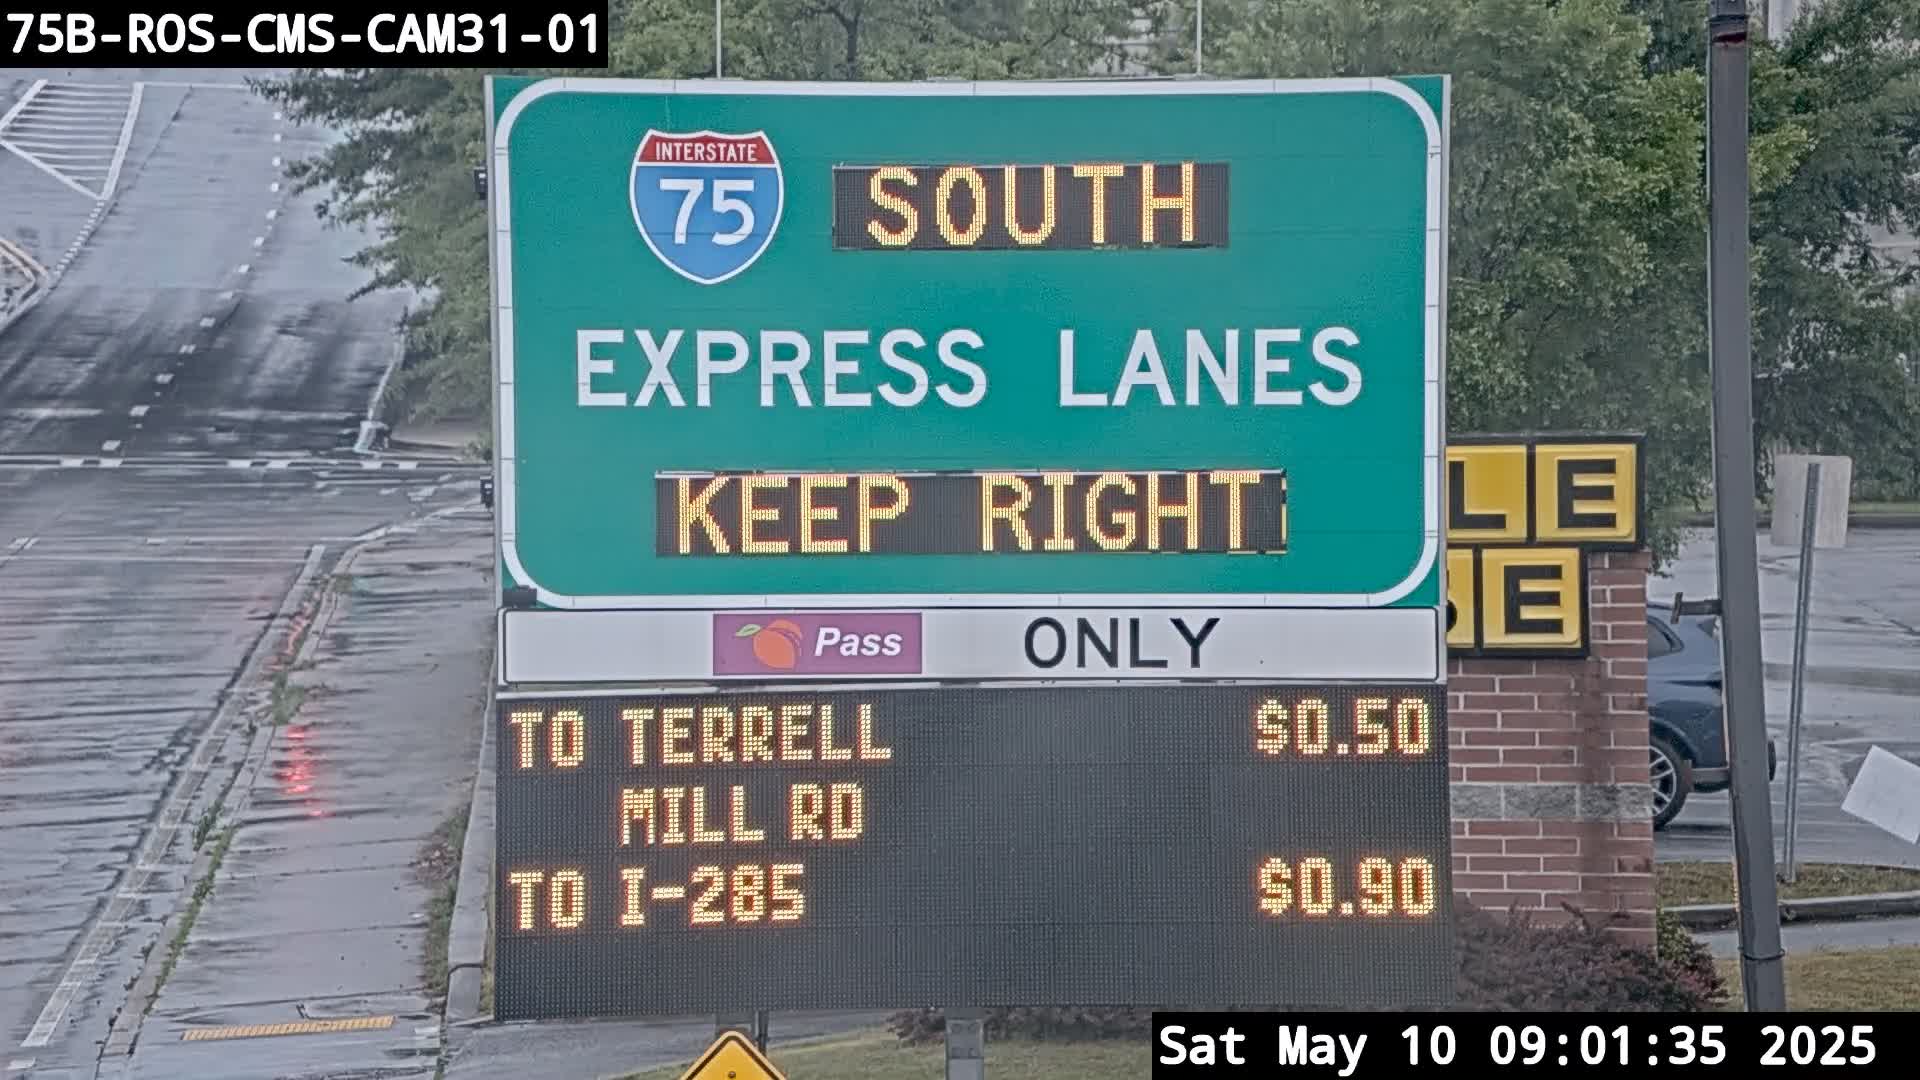 75B-ROS-CMS-CAM31-01
INTERSTATE
75 SOUTH
EXPRESS LANES
KEEP RIGHT
Pass ONLY
TO TERRELL $0.50
MILL RD
TO I-285 $0.90
LE
E
Sat May 10 09:01:35 2025